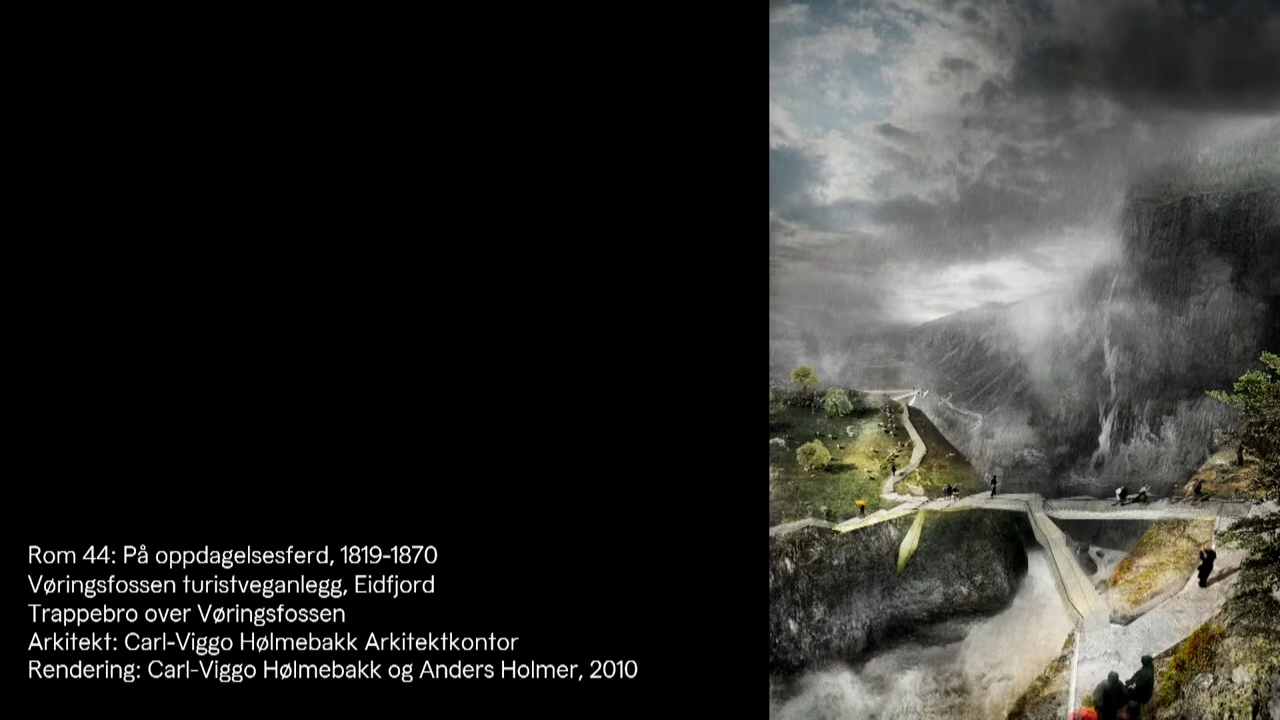 Rom 44: På oppdagelsesferd, 1819-1870
Vøringsfossen turistveganlegg, Eidfjord
Trappebro over Vøringsfossen
Arkitekt: Carl-Viggo Hølmebakk Arkitektkontor
Rendering: Carl-Viggo Hølmebakk og Anders Holmer, 2010